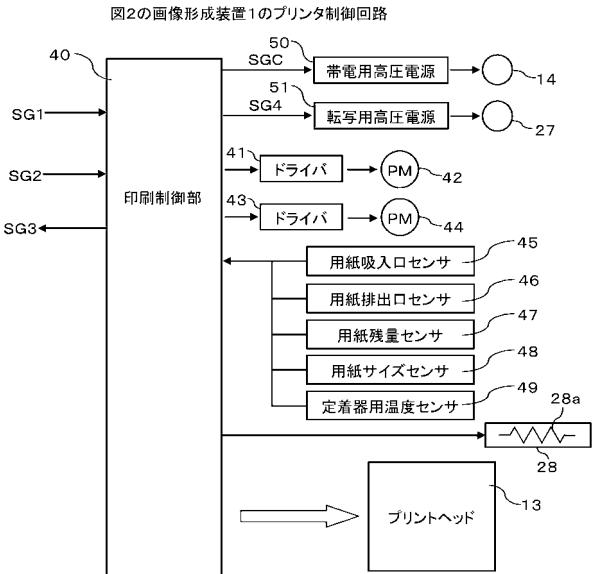 図2の画像形成装置1のプリンタ制御回路
40
50
SGC
帯電用高圧電源
14
51
SG1
SG4
転写用高圧電源
27
41
ドライバ
PM
42
SG2
印刷制御部
43
ドライバ
PM
44
SG3
45
用紙吸入口センサ
46
用紙排出口センサ
47
用紙残量センサ
48
用紙サイズセンサ
49
定着器用温度センサ
28a
28
13
プリントヘッド